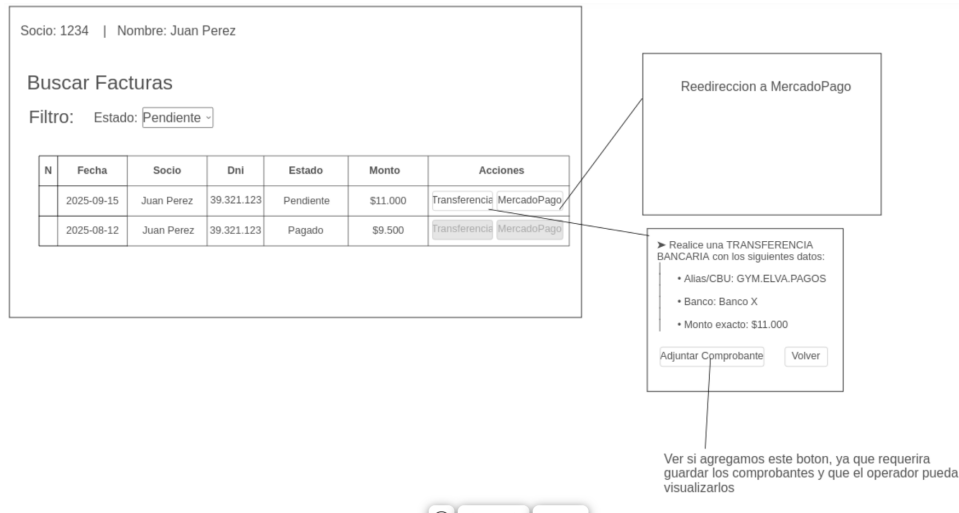 Socio: 1234 | Nombre: Juan Perez
Buscar Facturas
Filtro: Estado: Pendiente
N Fecha Socio Dni Estado Monto Acciones
2025-09-15 Juan Perez 39.321.123 Pendiente $11.000 Transferencia MercadoPago
2025-08-12 Juan Perez 39.321.123 Pagado $9.500 Transferencia MercadoPago
Reedireccion a MercadoPago
➤ Realice una TRANSFERENCIA
BANCARIA con los siguientes datos:
• Alias/CBU: GYM.ELVA.PAGOS
• Banco: Banco X
• Monto exacto: $11.000
Adjuntar Comprobante Volver
Ver si agregamos este boton, ya que requerira
guardar los comprobantes y que el operador pueda
visualizarlos